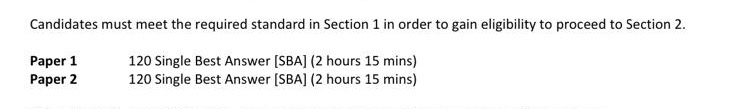 Candidates must meet the required standard in Section 1 in order to gain eligibility to proceed to Section 2.
Paper 1 120 Single Best Answer [SBA] (2 hours 15 mins)
Paper 2 120 Single Best Answer [SBA] (2 hours 15 mins)